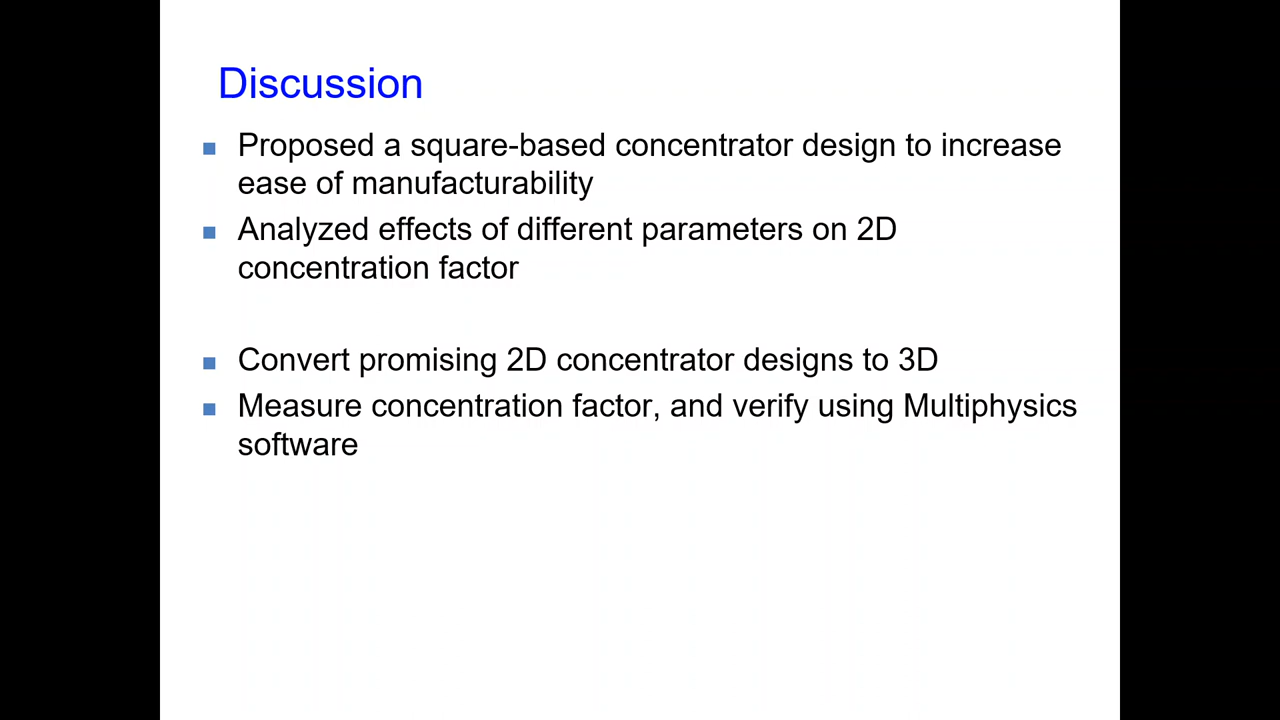 Discussion
Proposed a square-based concentrator design to increase
ease of manufacturability
Analyzed effects of different parameters on 2D
concentration factor
Convert promising 2D concentrator designs to 3D
Measure concentration factor, and verify using Multiphysics
software